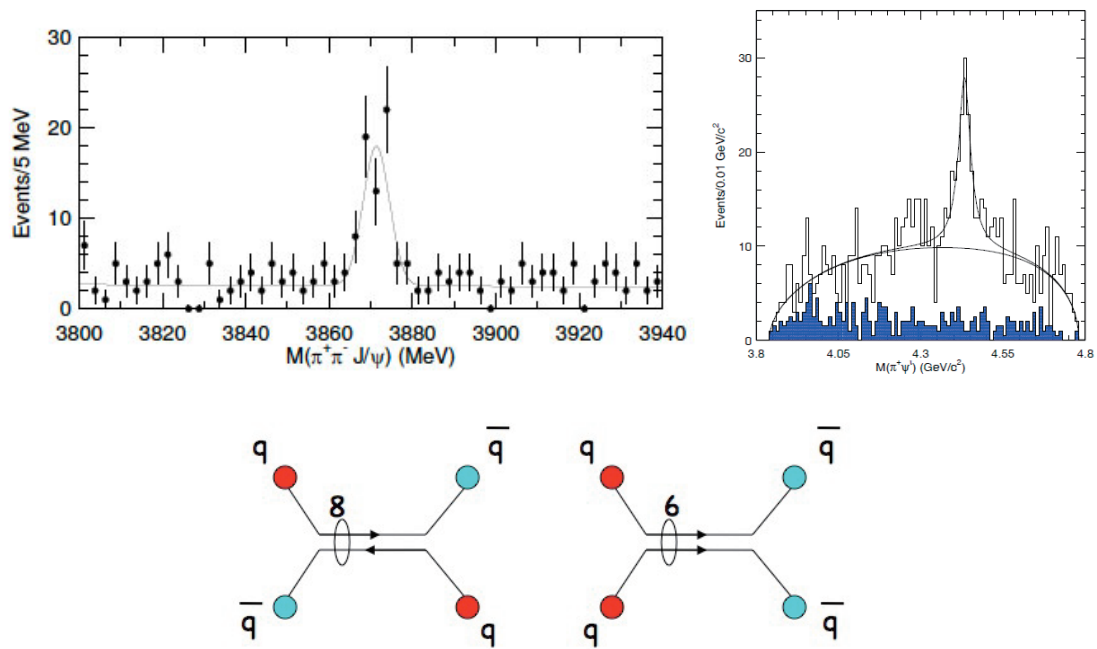 30
20
10
0
Events/5 MeV
3800 3820 3840 3860 3880 3900 3920 3940
M(π⁺π⁻ J/ψ) (MeV)
30
20
10
0
Events/0.01 GeV/c²
3.8 4.05 4.3 4.55 4.8
M(π⁺ψ') (GeV/c²)
q q̅ q q̅
8 6
q̅ q q q̅